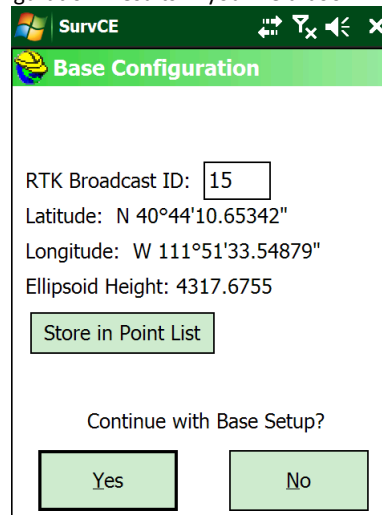 SurvCE
Base Configuration
RTK Broadcast ID: 15
Latitude: N 40°44'10.65342"
Longitude: W 111°51'33.54879"
Ellipsoid Height: 4317.6755
Store in Point List
Continue with Base Setup?
Yes
No